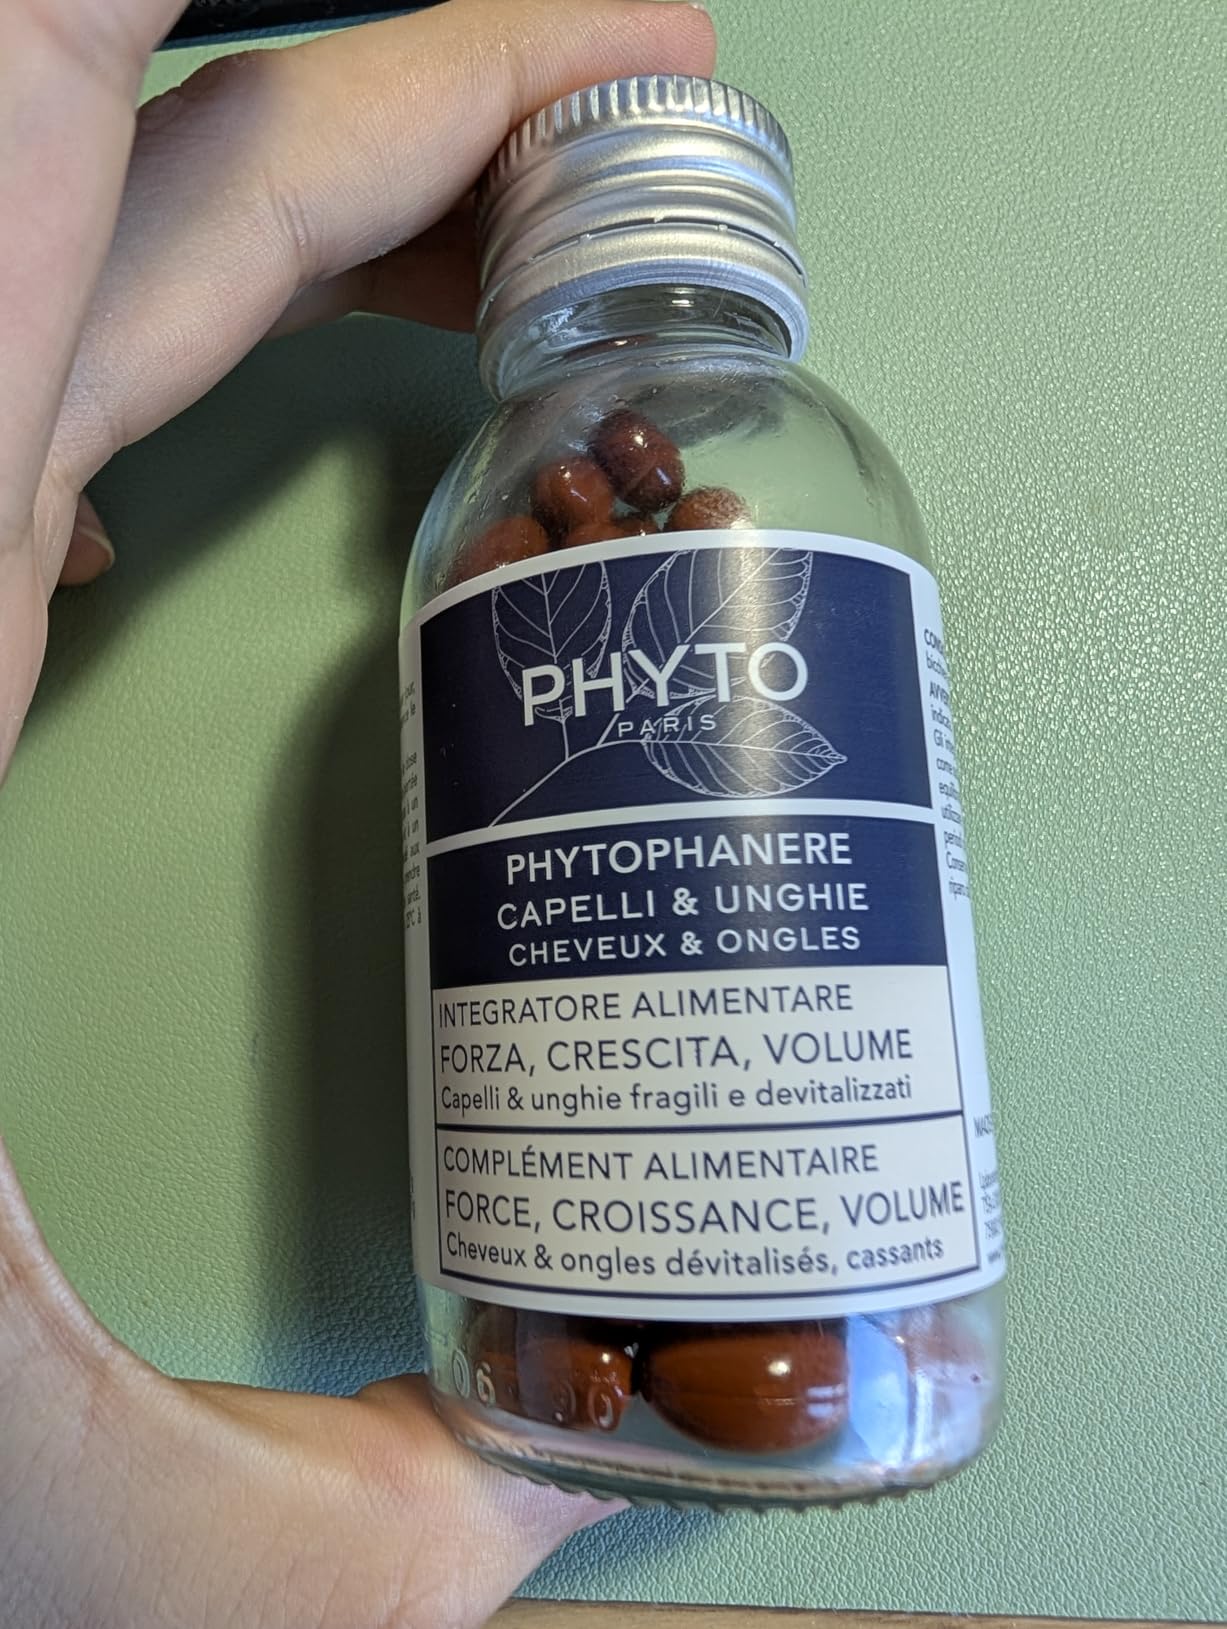 PHYTO
PARIS
PHYTOPHANERE
CAPELLI & UNGHIE
CHEVEUX & ONGLES
INTEGRATORE ALIMENTARE
FORZA, CRESCITA, VOLUME
Capelli & unghie fragili e devitalizzati
COMPLÉMENT ALIMENTAIRE
FORCE, CROISSANCE, VOLUME
Cheveux & ongles dévitalisés, cassants
06